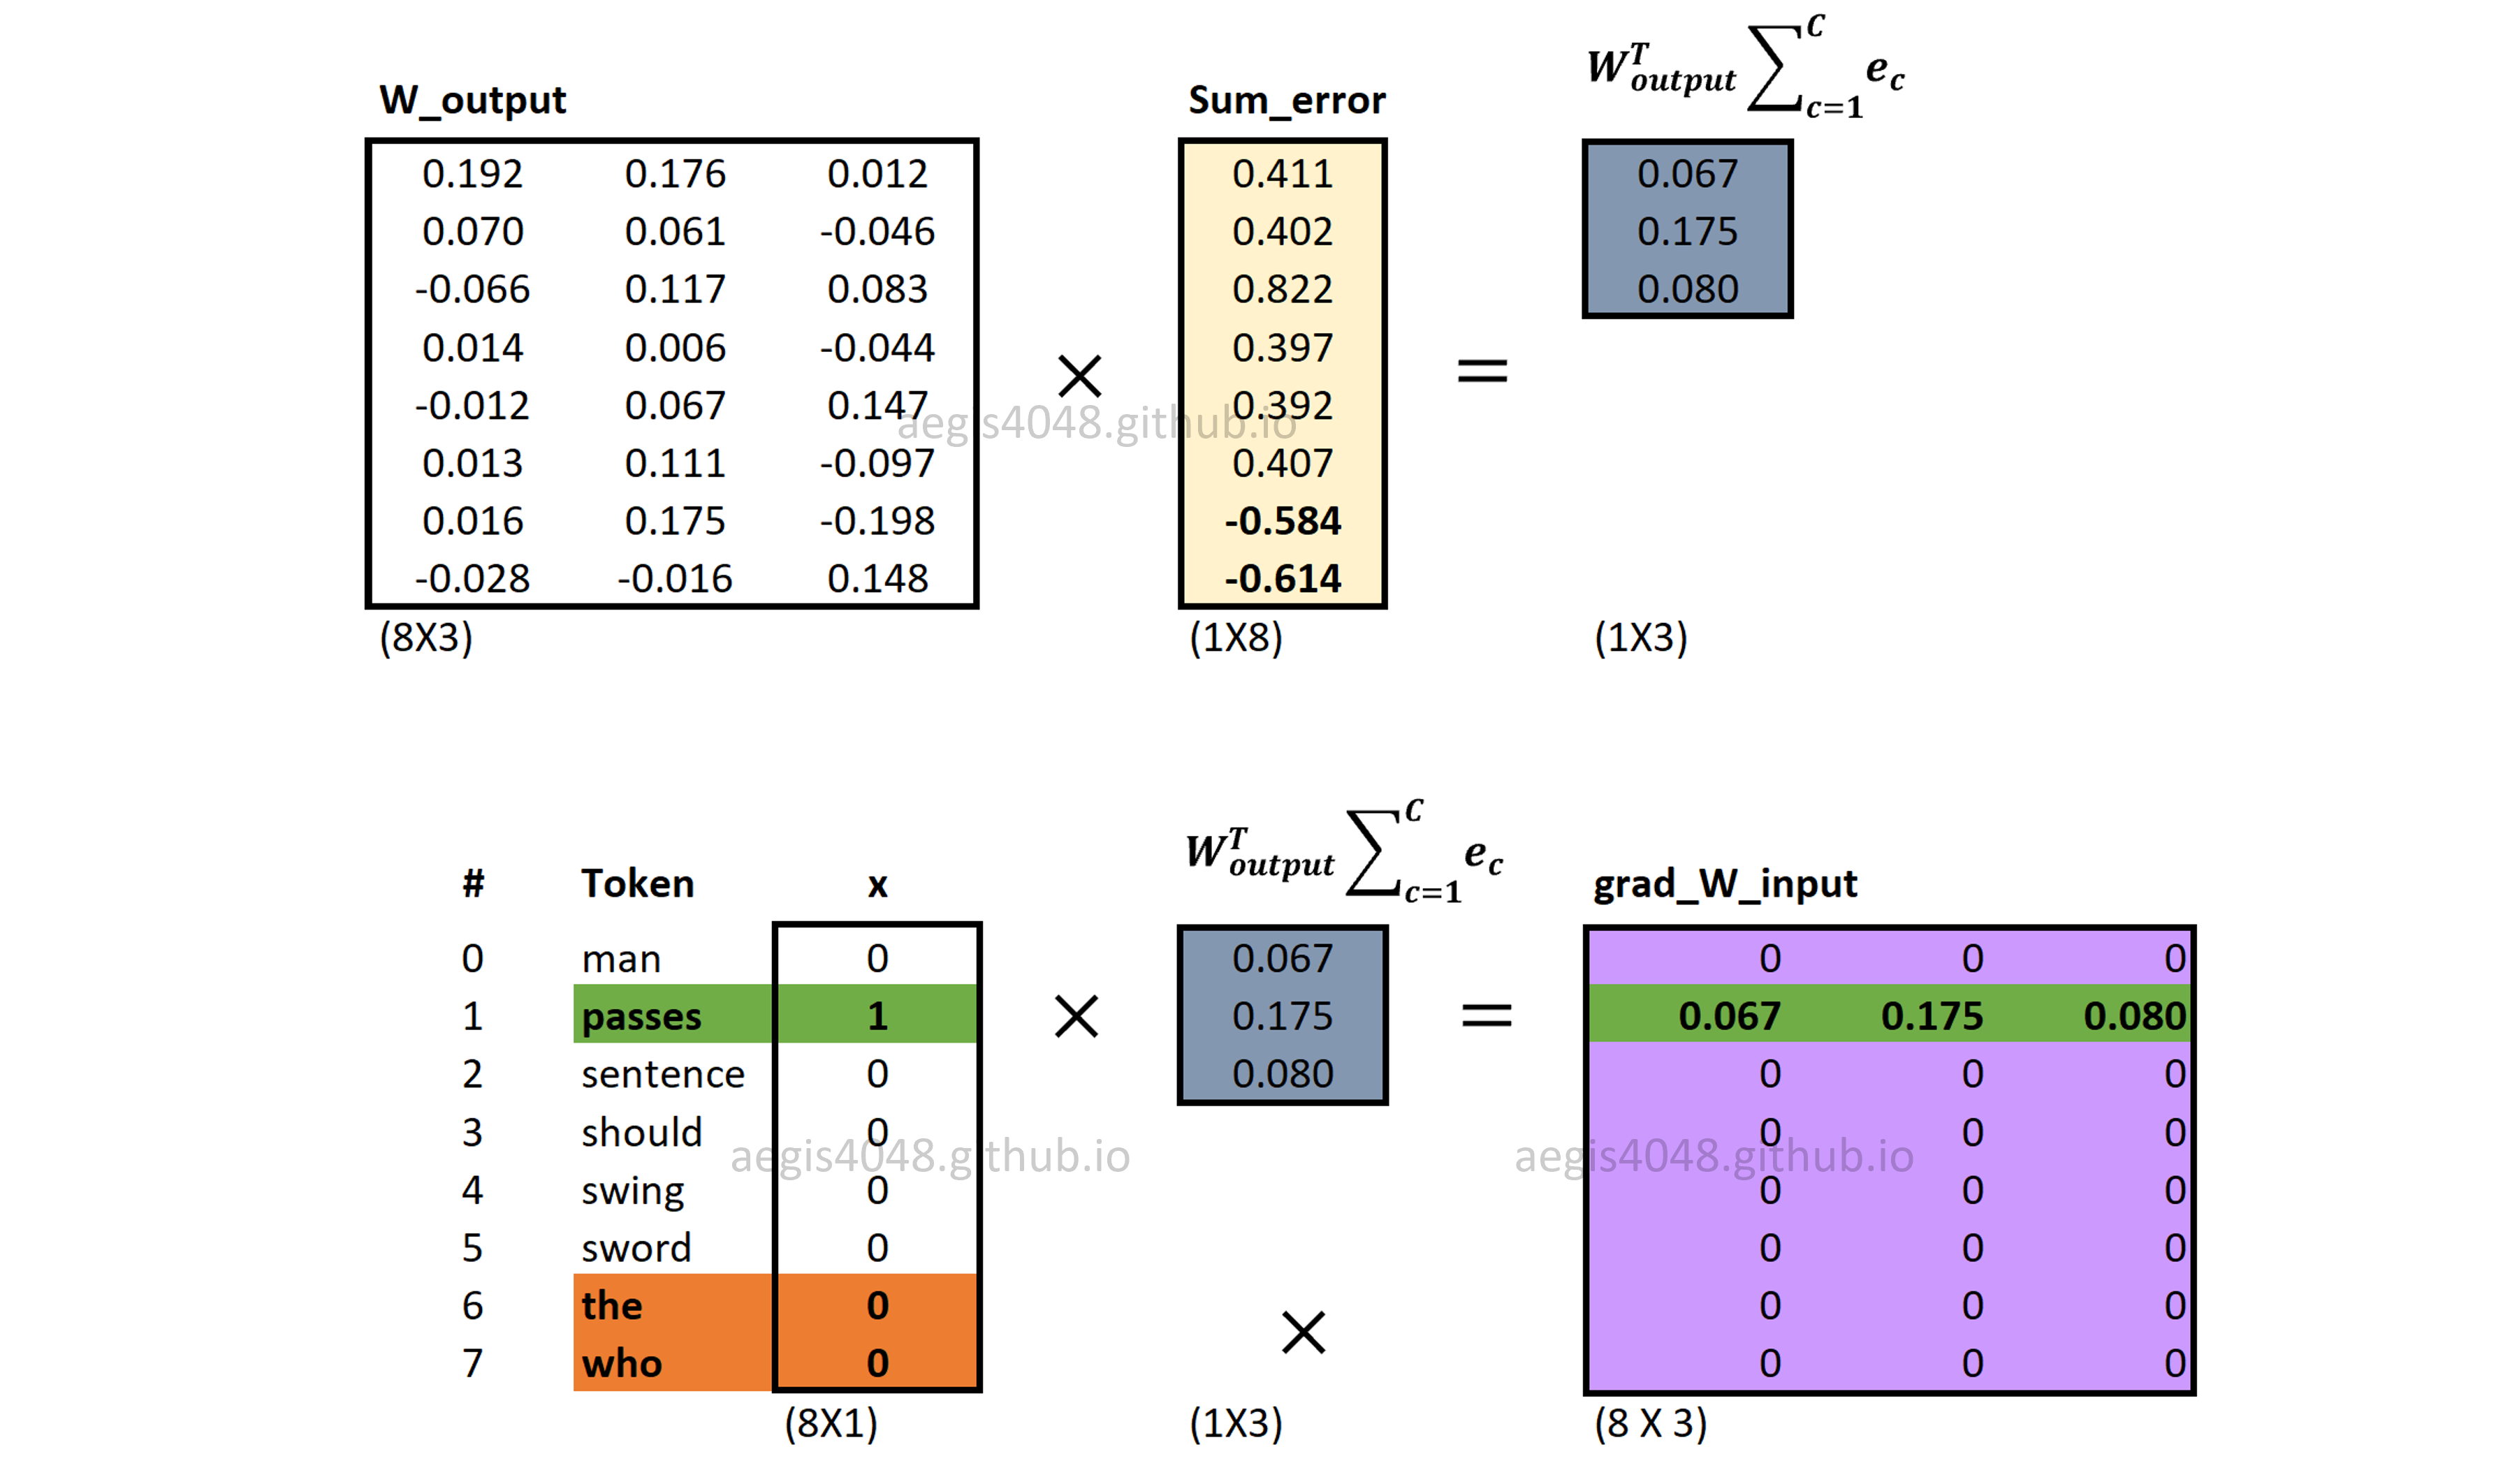 W_output Sum_error W^T_output ∑^C_c=1 e_c
0.192 0.176 0.012 0.411 0.067
0.070 0.061 -0.046 0.402 0.175
-0.066 0.117 0.083 0.822 0.080
0.014 0.006 -0.044 0.397
× =
-0.012 0.067 0.147 0.392
aegis4048.github.io
0.013 0.111 -0.097 0.407
0.016 0.175 -0.198 -0.584
-0.028 -0.016 0.148 -0.614
(8X3) (1X8) (1X3)
W^T_output ∑^C_c=1 e_c
# Token x grad_W_input
0 man 0 0.067 0 0 0
1 passes 1 × 0.175 = 0.067 0.175 0.080
2 sentence 0 0.080 0 0 0
3 should 0 0 0 0
aegis4048.github.io aegis4048.github.io
4 swing 0 0 0 0
5 sword 0 0 0 0
6 the 0 0 0 0
×
7 who 0 0 0 0
(8X1) (1X3) (8 X 3)